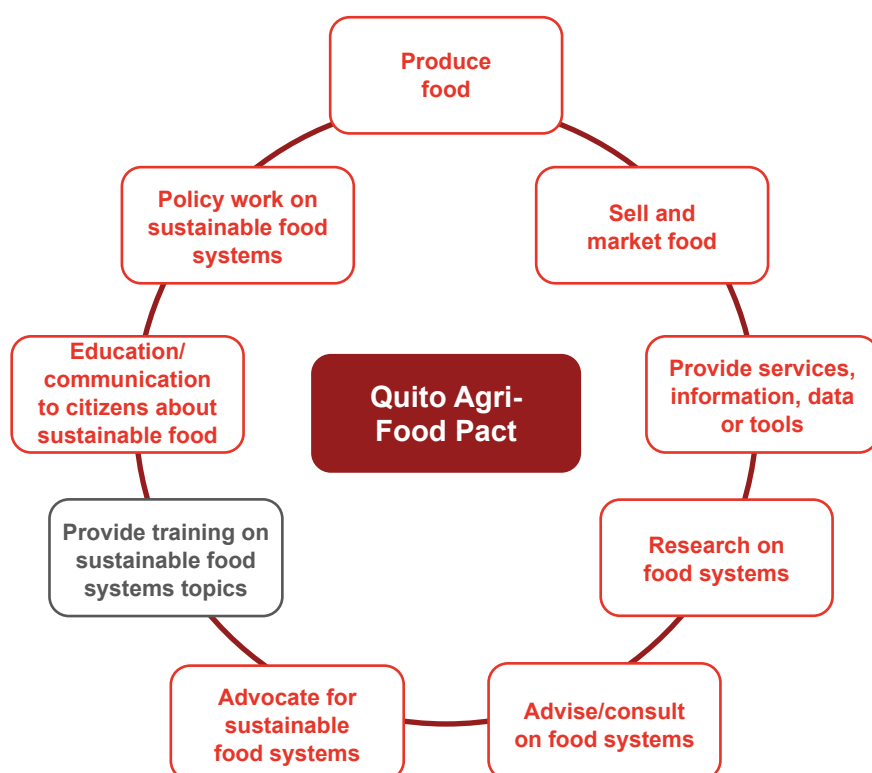 Produce
food
Policy work on
sustainable food
systems
Sell and
market food
Education/
communication
to citizens about
sustainable food
Quito Agri-
Food Pact
Provide services,
information, data
or tools
Provide training on
sustainable food
systems topics
Research on
food systems
Advocate for
sustainable
food systems
Advise/consult
on food systems